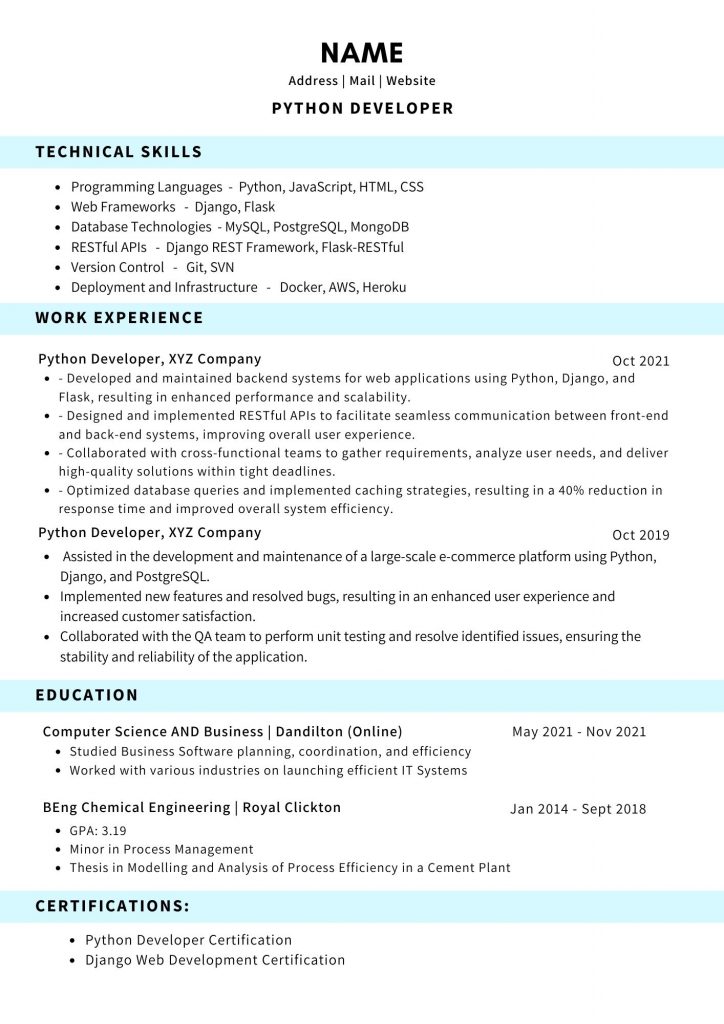 NAME
Address | Mail | Website
PYTHON DEVELOPER
TECHNICAL SKILLS
• Programming Languages - Python, JavaScript, HTML, CSS
• Web Frameworks - Django, Flask
• Database Technologies - MySQL, PostgreSQL, MongoDB
• RESTful APIs - Django REST Framework, Flask-RESTful
• Version Control - Git, SVN
• Deployment and Infrastructure - Docker, AWS, Heroku
WORK EXPERIENCE
Python Developer, XYZ Company Oct 2021
• - Developed and maintained backend systems for web applications using Python, Django, and
Flask, resulting in enhanced performance and scalability.
• - Designed and implemented RESTful APIs to facilitate seamless communication between front-end
and back-end systems, improving overall user experience.
• - Collaborated with cross-functional teams to gather requirements, analyze user needs, and deliver
high-quality solutions within tight deadlines.
• - Optimized database queries and implemented caching strategies, resulting in a 40% reduction in
response time and improved overall system efficiency.
Python Developer, XYZ Company Oct 2019
• Assisted in the development and maintenance of a large-scale e-commerce platform using Python,
Django, and PostgreSQL.
• Implemented new features and resolved bugs, resulting in an enhanced user experience and
increased customer satisfaction.
• Collaborated with the QA team to perform unit testing and resolve identified issues, ensuring the
stability and reliability of the application.
EDUCATION
Computer Science AND Business | Dandilton (Online) May 2021 - Nov 2021
• Studied Business Software planning, coordination, and efficiency
• Worked with various industries on launching efficient IT Systems
BEng Chemical Engineering | Royal Clickton Jan 2014 - Sept 2018
• GPA: 3.19
• Minor in Process Management
• Thesis in Modelling and Analysis of Process Efficiency in a Cement Plant
CERTIFICATIONS:
• Python Developer Certification
• Django Web Development Certification